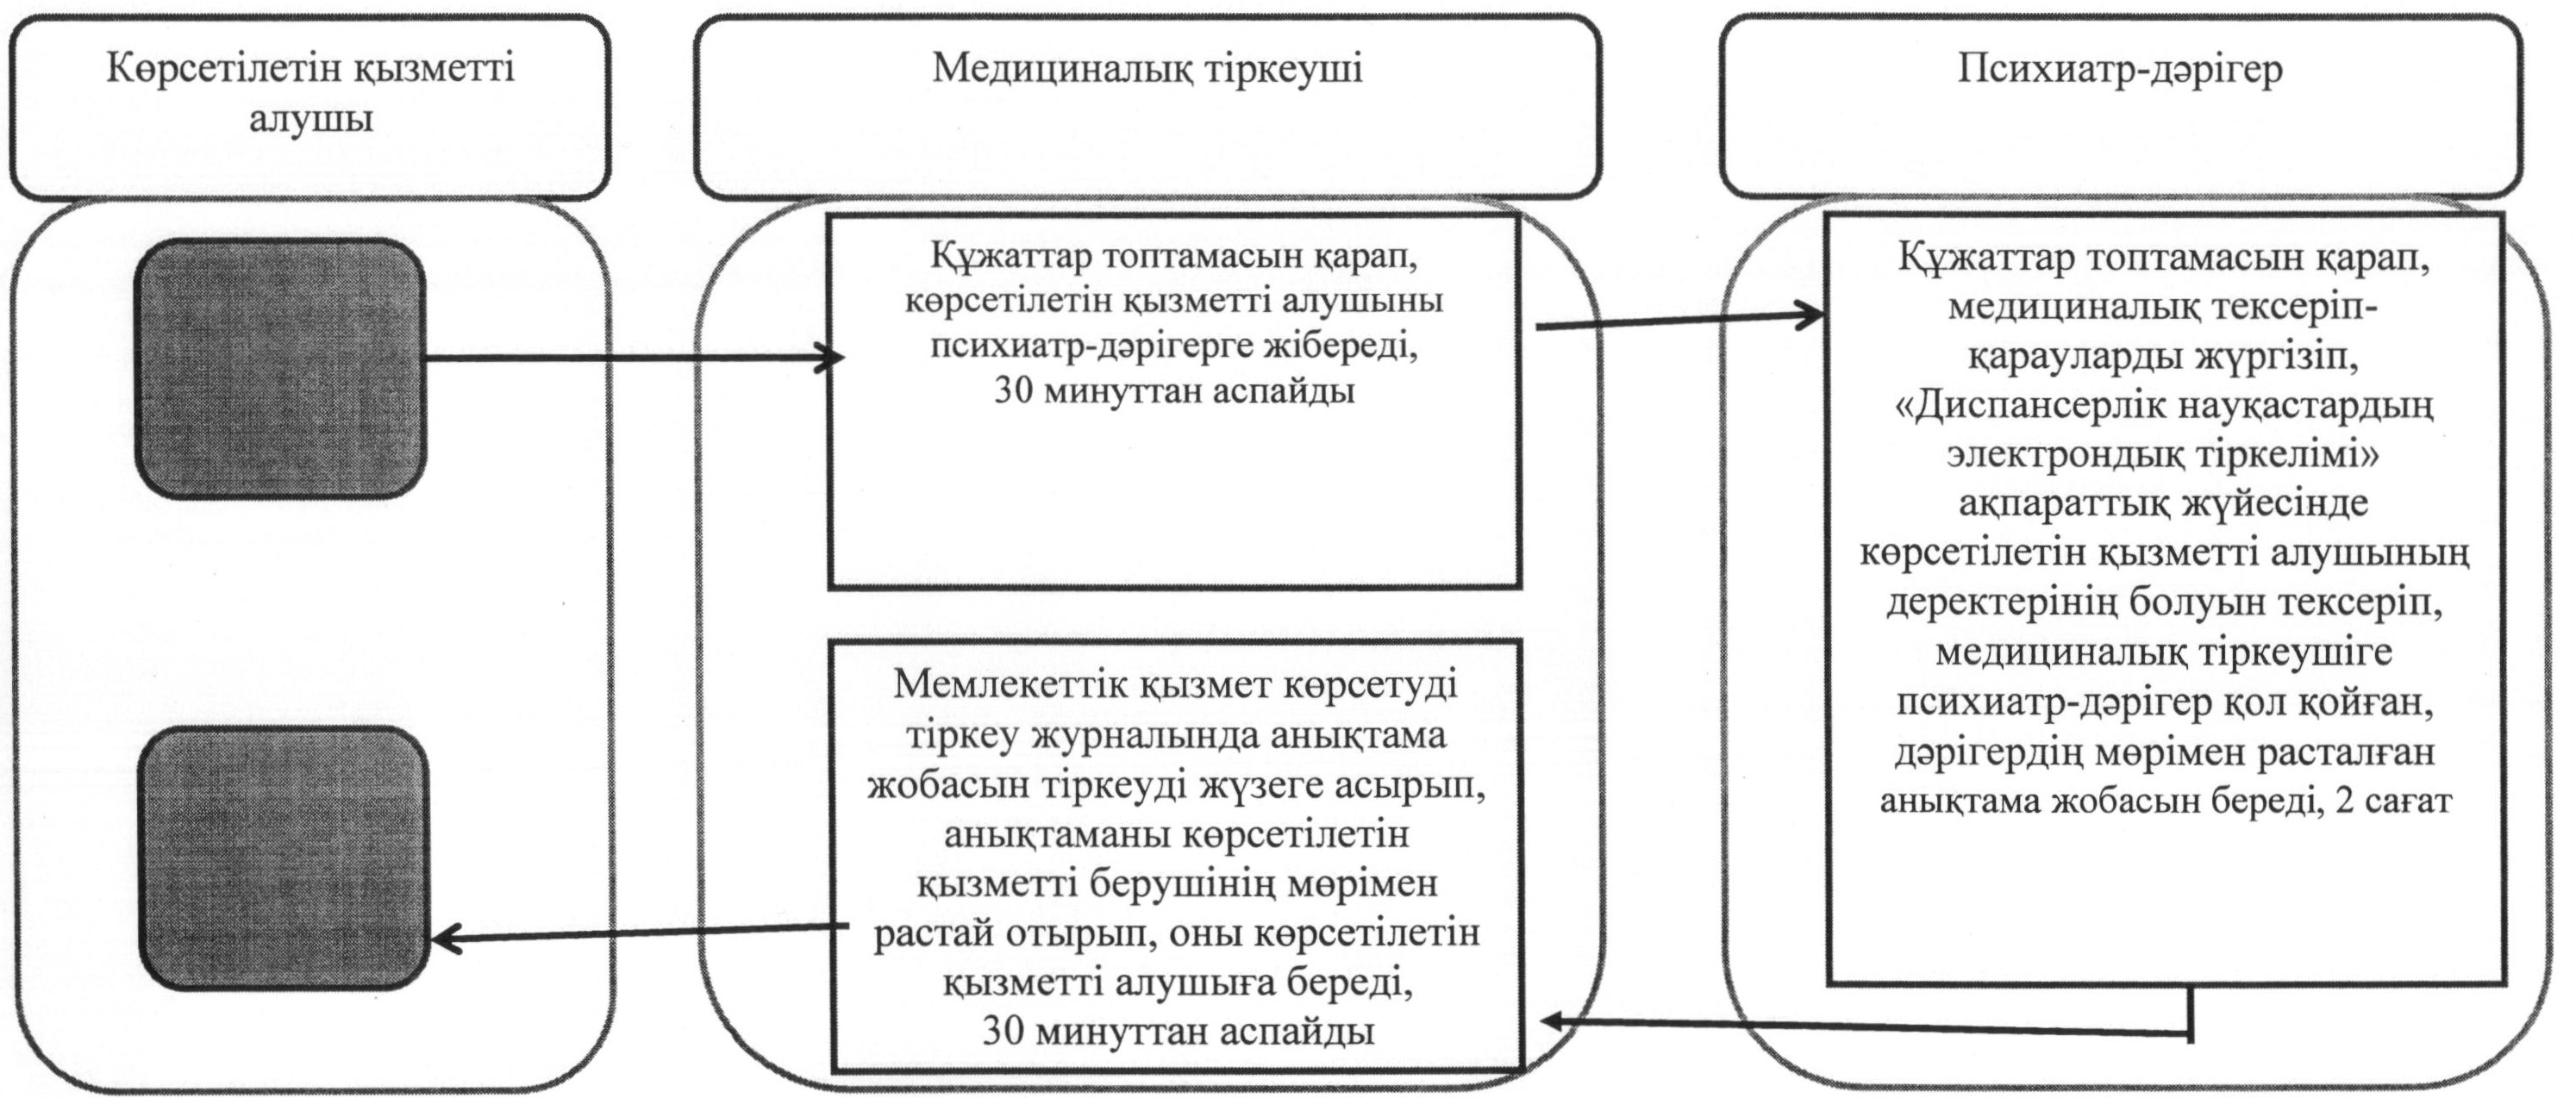 Көрсетілетін қызметті
алушы
Медициналық тіркеуші
Психиатр-дәрігер
Құжаттар топтамасын қарап,
көрсетілетін қызметті алушыны
психиатр-дәрігерге жібереді,
30 минуттан аспайды
Құжаттар топтамасын қарап,
медициналық тексеріп-
қарауларды жүргізіп,
«Диспансерлік науқастардың
электрондық тіркелімі»
ақпараттық жүйесінде
көрсетілетін қызметті алушының
деректерінің болуын тексеріп,
медициналық тіркеушіге
психиатр-дәрігер қол қойған,
дәрігердің мөрімен расталған
анықтама жобасын береді, 2 сағат
Мемлекеттік қызмет көрсетуді
тіркеу журналында анықтама
жобасын тіркеуді жүзеге асырып,
анықтаманы көрсетілетін
қызметті берушінің мөрімен
растай отырып, оны көрсетілетін
қызметті алушыға береді,
30 минуттан аспайды